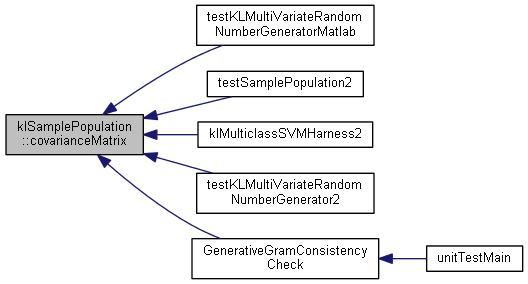 testKLMultiVariateRandom
NumberGeneratorMatlab
testSamplePopulation2
klSamplePopulation
::covarianceMatrix
klMulticlassSVMHarness2
testKLMultiVariateRandom
NumberGenerator2
GenerativeGramConsistency
Check
unitTestMain